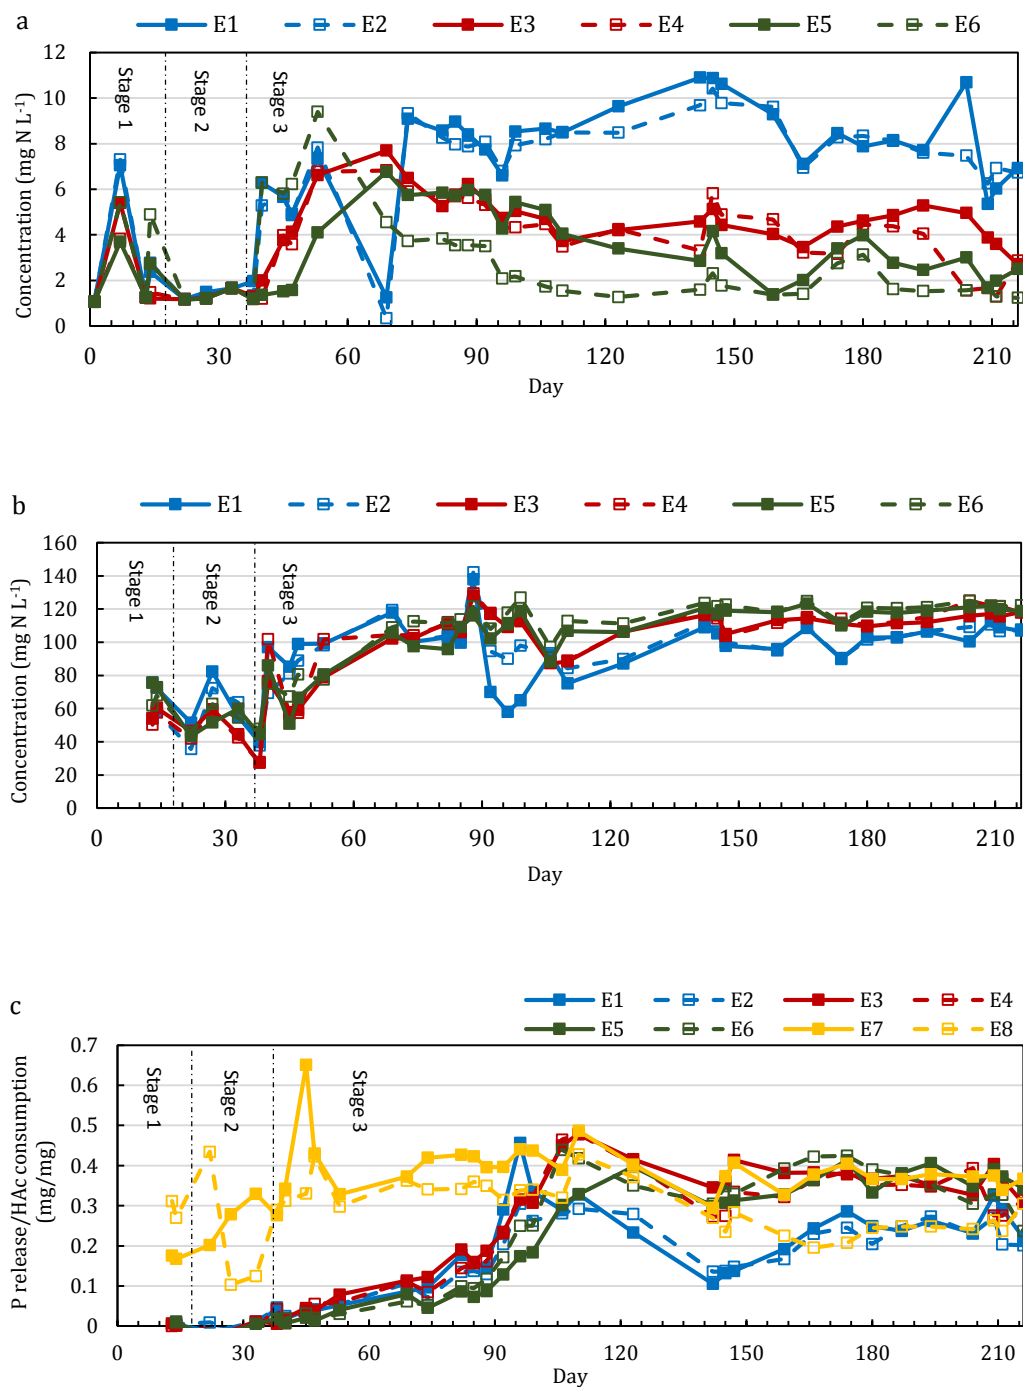 a
E1 E2 E3 E4 E5 E6
12
10
8
6
4
2
0
Concentration (mg N L-1)
Stage 1
Stage 2
Stage 3
0 30 60 90 120 150 180 210
Day
b
E1 E2 E3 E4 E5 E6
160
140
120
100
80
60
40
20
0
Concentration (mg N L-1)
Stage 1
Stage 2
Stage 3
0 30 60 90 120 150 180 210
Day
c
E1 E2 E3 E4
E5 E6 E7 E8
0.7
0.6
0.5
0.4
0.3
0.2
0.1
0
P release/HAc consumption
(mg/mg)
Stage 1
Stage 2
Stage 3
0 30 60 90 120 150 180 210
Day